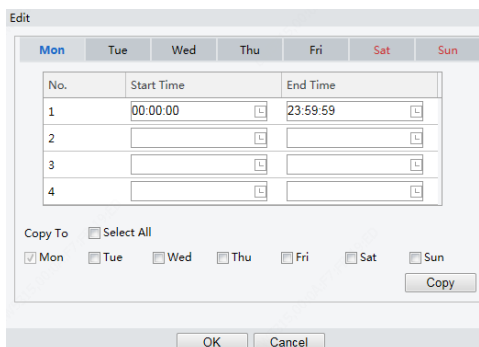 Edit
Mon Tue Wed Thu Fri Sat Sun
No. Start Time End Time
1 00:00:00 23:59:59
2
3
4
Copy To Select All
Mon Tue Wed Thu Fri Sat Sun
Copy
OK Cancel